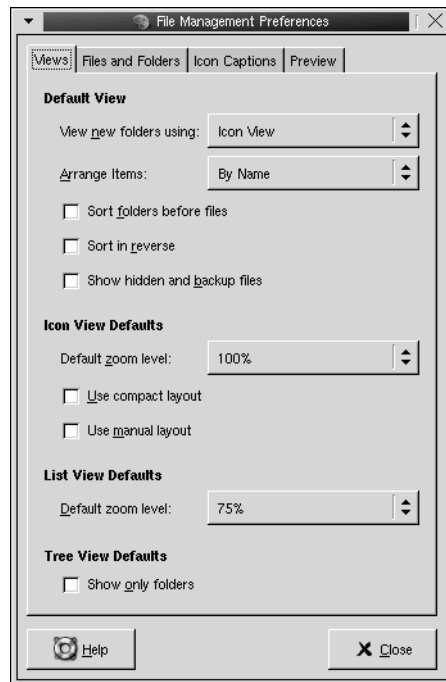 File Management Preferences
Views Files and Folders Icon Captions Preview
Default View
View new folders using: Icon View
Arrange Items: By Name
Sort folders before files
Sort in reverse
Show hidden and backup files
Icon View Defaults
Default zoom level: 100%
Use compact layout
Use manual layout
List View Defaults
Default zoom level: 75%
Tree View Defaults
Show only folders
Help Close